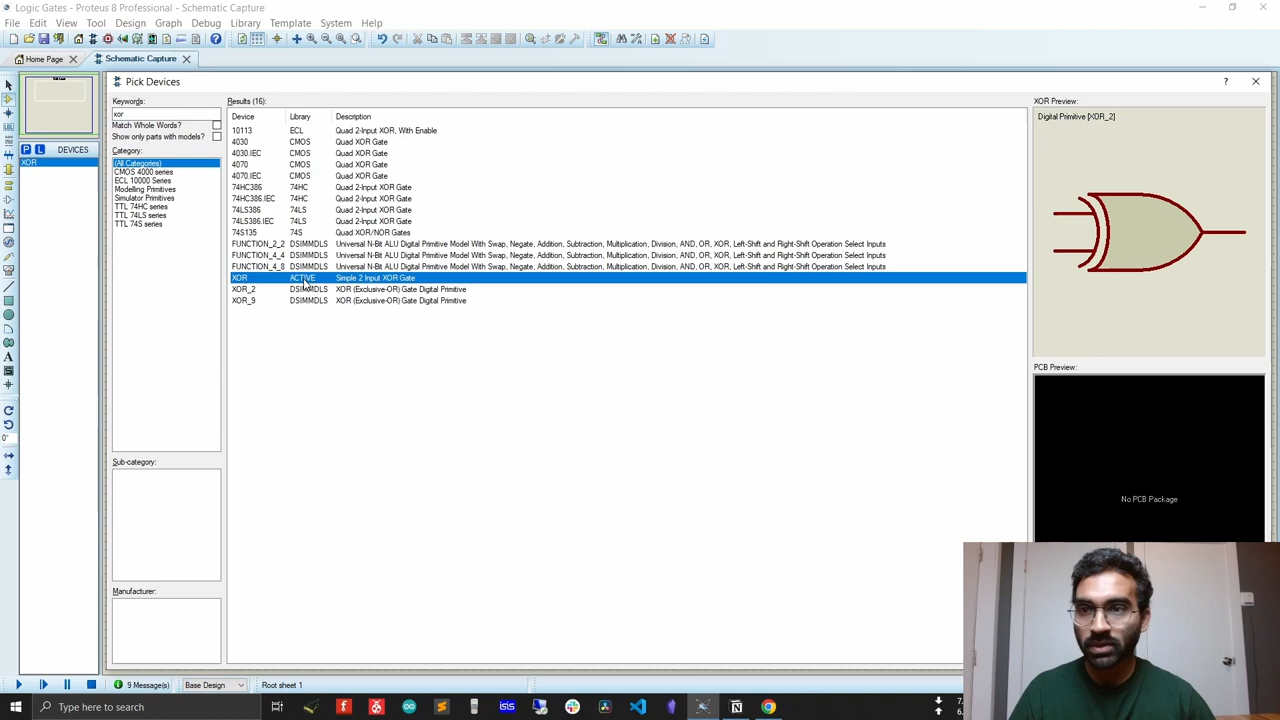 Logic Gates - Proteus 8 Professional - Schematic Capture
File Edit View Tool Design Graph Debug Library Template System Help
Home Page Schematic Capture
Pick Devices
Keywords:
xor
Match Whole Words?
Show only parts with models?
Category:
(All Categories)
CMOS 4000 series
ECL 10000 Series
Modelling Primitives
Simulator Primitives
TTL 74HC series
TTL 74LS series
TTL 74S series
Sub-category:
Manufacturer:
P L DEVICES
XOR
0°
Results (16):
Device Library Description
10113 ECL Quad 2-Input XOR, With Enable
4030 CMOS Quad XOR Gate
4030.IEC CMOS Quad XOR Gate
4070 CMOS Quad XOR Gate
4070.IEC CMOS Quad XOR Gate
74HC386 74HC Quad 2-Input XOR Gate
74HC386.IEC 74HC Quad 2-Input XOR Gate
74LS386 74LS Quad 2-Input XOR Gate
74LS386.IEC 74LS Quad 2-Input XOR Gate
74S135 74S Quad XOR/NOR Gates
FUNCTION_2_2 DSIMMDLS Universal N-Bit ALU Digital Primitive Model With Swap, Negate, Addition, Subtraction, Multiplication, Division, AND, OR, XOR, Left-Shift and Right-Shift Operation Select Inputs
FUNCTION_4_4 DSIMMDLS Universal N-Bit ALU Digital Primitive Model With Swap, Negate, Addition, Subtraction, Multiplication, Division, AND, OR, XOR, Left-Shift and Right-Shift Operation Select Inputs
FUNCTION_4_8 DSIMMDLS Universal N-Bit ALU Digital Primitive Model With Swap, Negate, Addition, Subtraction, Multiplication, Division, AND, OR, XOR, Left-Shift and Right-Shift Operation Select Inputs
XOR ACTIVE Simple 2 Input XOR Gate
XOR_2 DSIMMDLS XOR (Exclusive-OR) Gate Digital Primitive
XOR_9 DSIMMDLS XOR (Exclusive-OR) Gate Digital Primitive
XOR Preview:
Digital Primitive [XOR_2]
PCB Preview:
No PCB Package
9 Message(s) Base Design Root sheet 1
Type here to search
isis